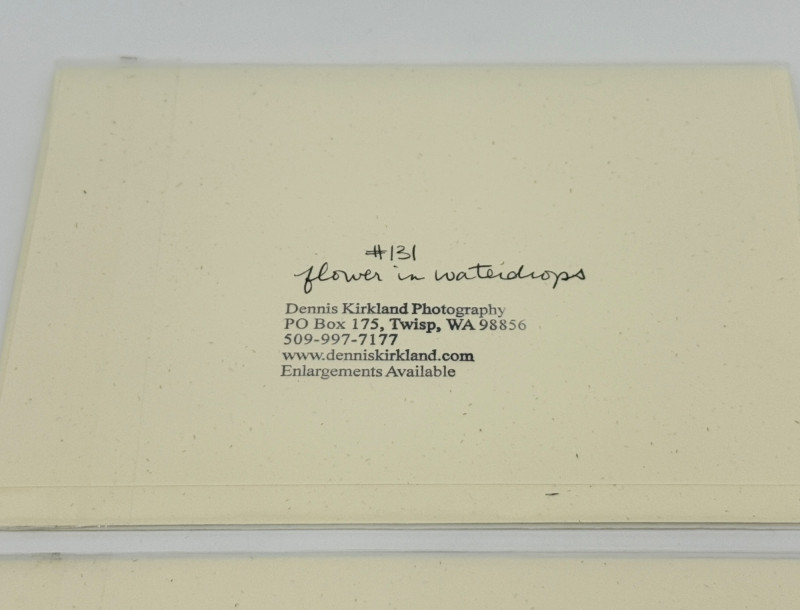 #131
flower in waterdrops
Dennis Kirkland Photography
PO Box 175, Twisp, WA 98856
509-997-7177
www.denniskirkland.com
Enlargements Available